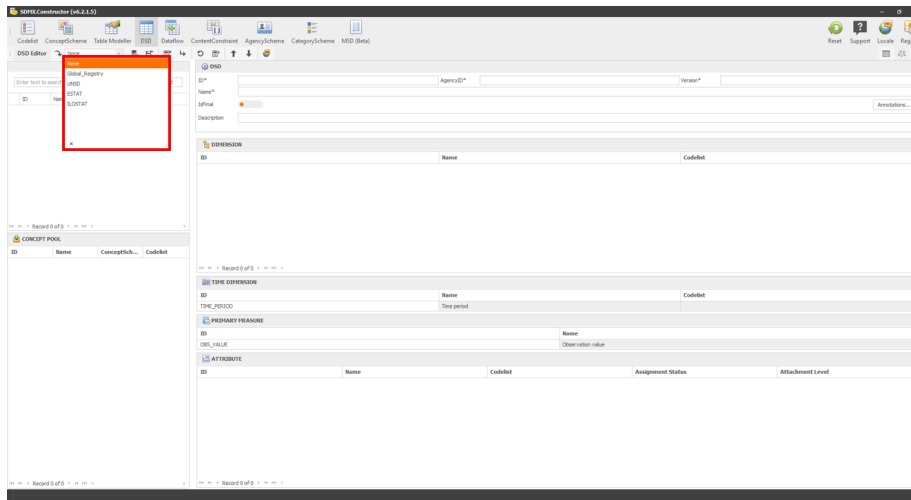 SDMX.Constructor (v6.2.1.5)
Codelist ConceptScheme Table Modeller DSD Dataflow ContentConstraint AgencyScheme CategoryScheme MSD (Beta) Reset Support Locale
DSD Editor None
None
Global_Registry
UNSD
ESTAT
ILOSTAT
x
Enter text to search
ID
DSD
ID* AgencyID* Version*
Name*
IsFinal Annotations...
Description
DIMENSION
ID Name Codelist
Record 0 of 0
Record 0 of 0
CONCEPT POOL
ID Name ConceptSch... Codelist
TIME DIMENSION
ID Name Codelist
TIME_PERIOD Time period
PRIMARY MEASURE
ID Name
OBS_VALUE Observation value
ATTRIBUTE
ID Name Codelist Assignment Status Attachment Level
Record 0 of 0
Record 0 of 0